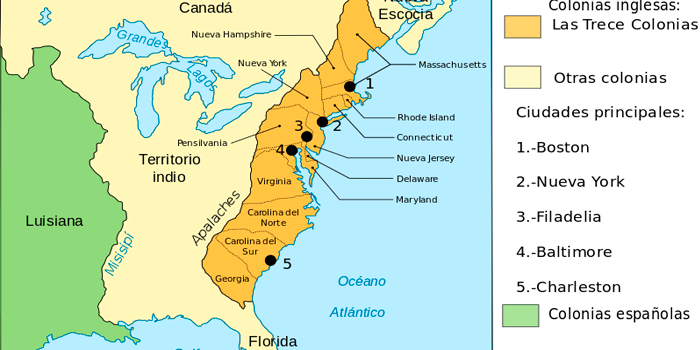 Canadá
Escocia
Nueva Hampshire
Grandes
Lagos
Nueva York
Massachusetts
1
2
3
4
Rhode Island
Connecticut
Nueva Jersey
Delaware
Maryland
Pensilvania
Territorio
indio
Virginia
Apalaches
Carolina del
Norte
Carolina del
Sur
5
Georgia
Luisiana
Misisipí
Océano
Atlántico
Florida
Colonias inglesas:
Las Trece Colonias
Otras colonias
Ciudades principales:
1.-Boston
2.-Nueva York
3.-Filadelia
4.-Baltimore
5.-Charleston
Colonias españolas